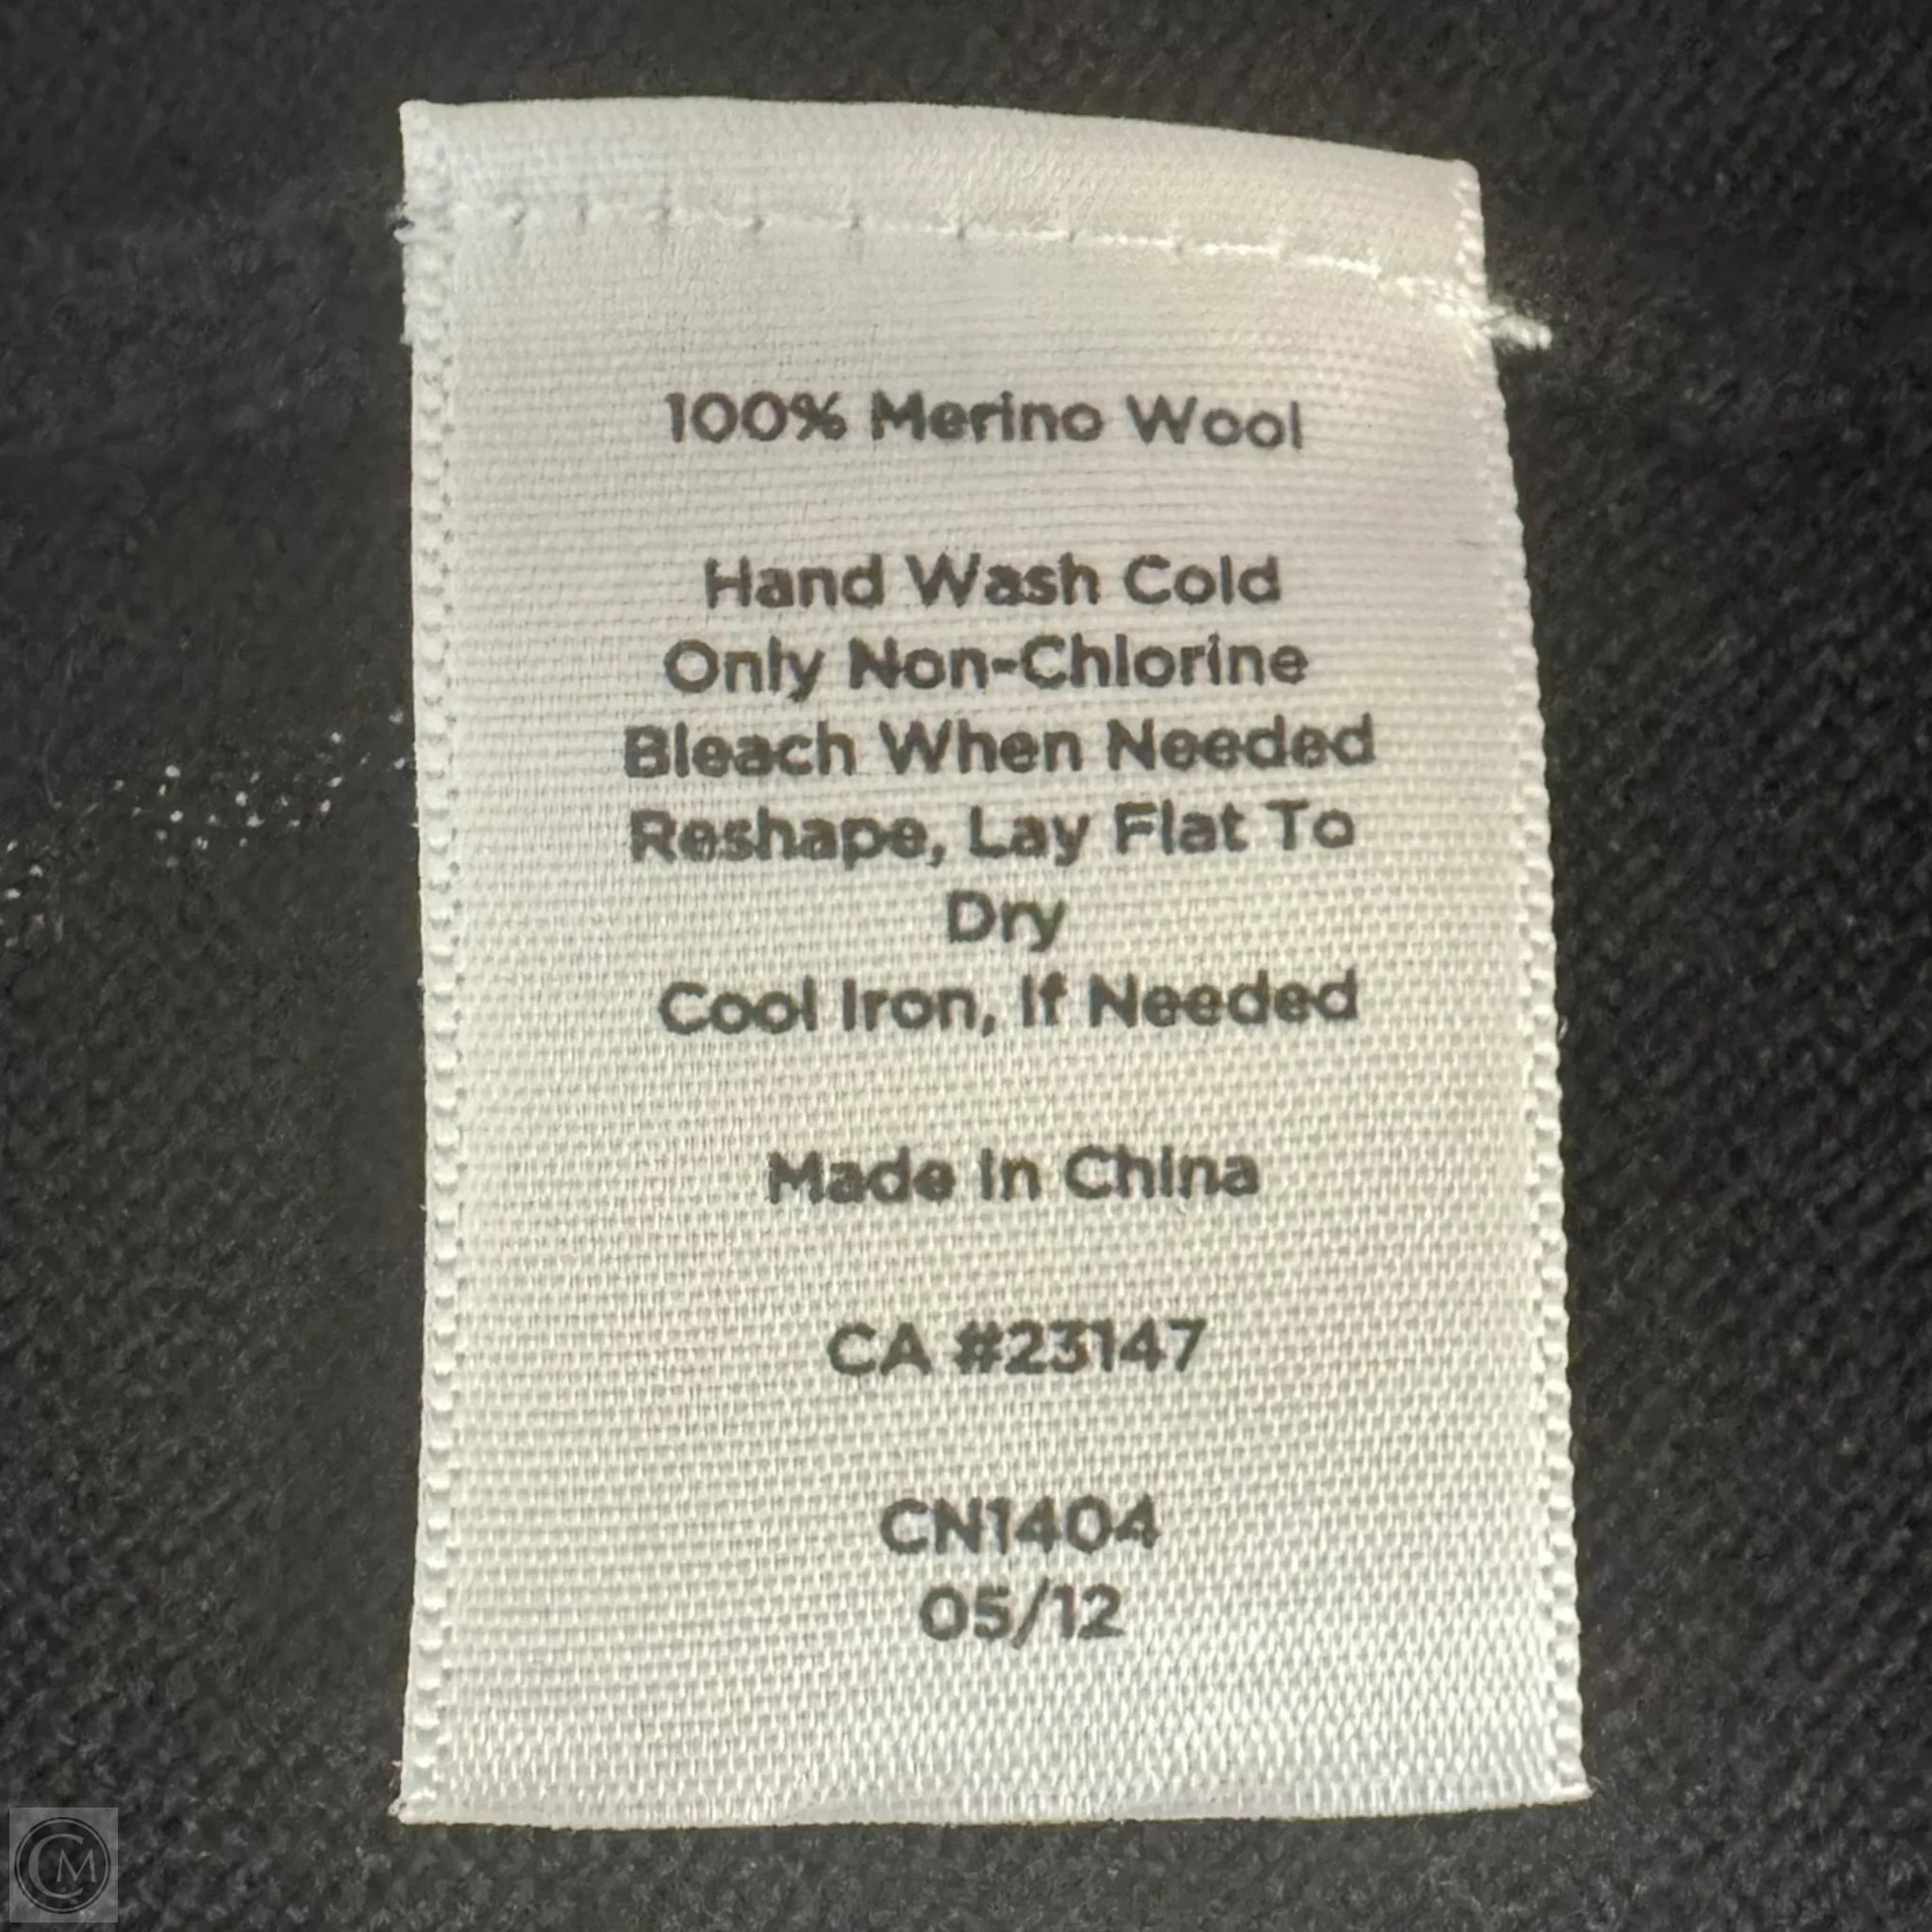 100% Merino Wool
Hand Wash Cold
Only Non-Chlorine
Bleach When Needed
Reshape, Lay Flat To
Dry
Cool Iron, If Needed
Made in China
CA #23147
CN1404
05/12
CM